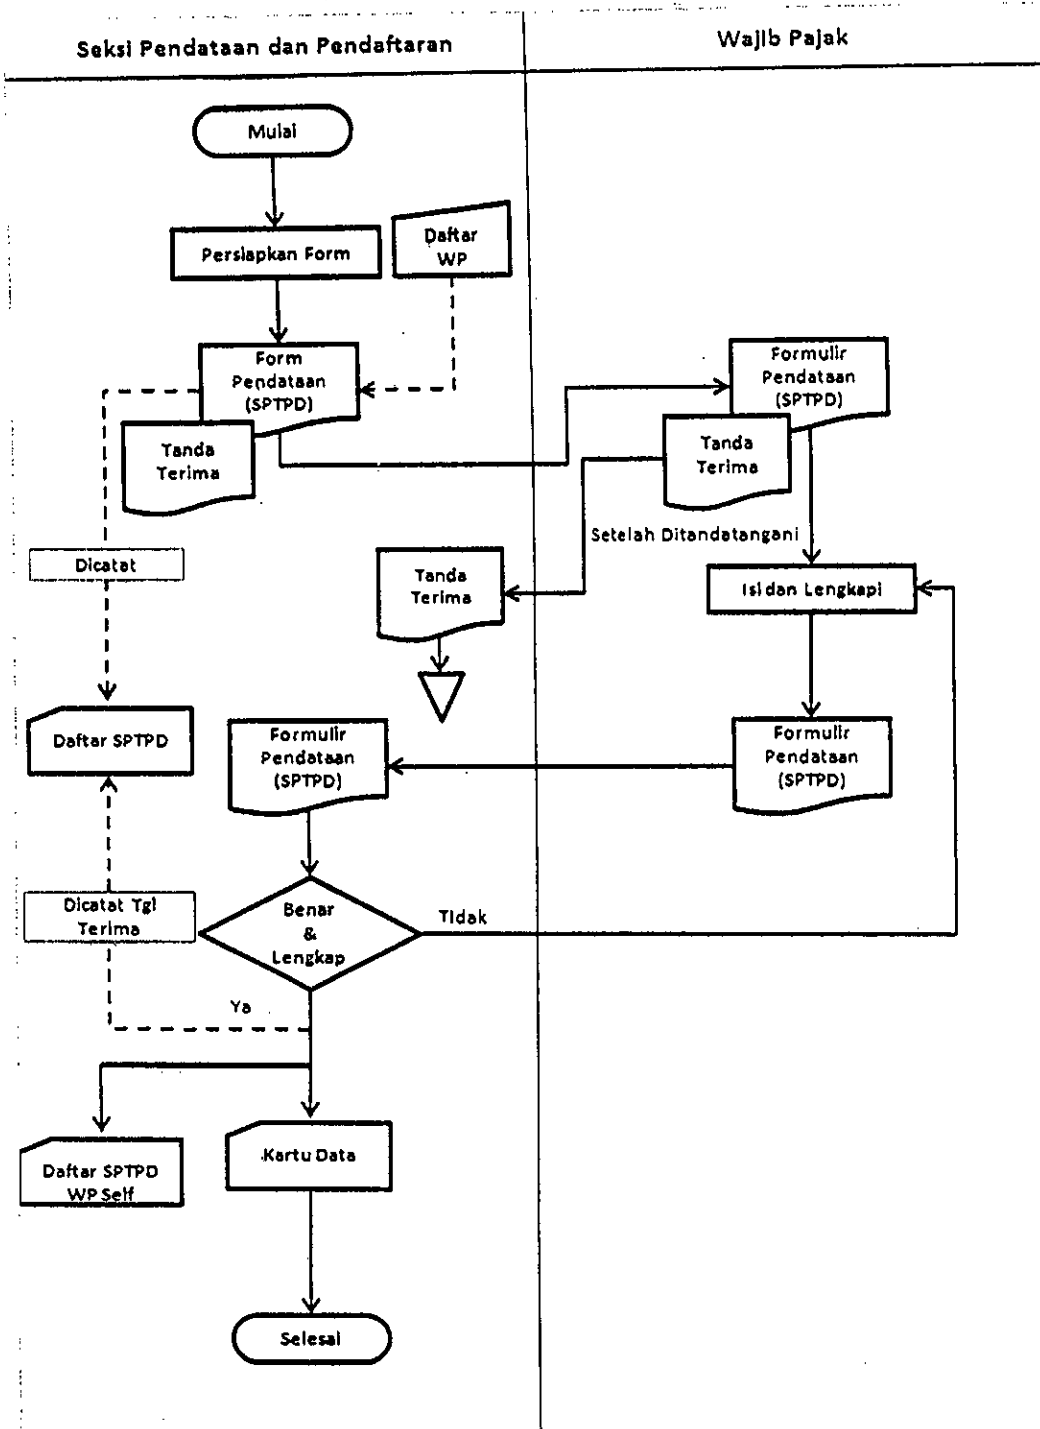 Seksi Pendataan dan Pendaftaran
Wajib Pajak
Mulai
Persiapkan Form
Daftar
WP
Form
Pendataan
(SPTPD)
Tanda
Terima
Formulir
Pendataan
(SPTPD)
Tanda
Terima
Setelah Ditandatangani
Dicatat
Tanda
Terima
Isi dan Lengkapi
Daftar SPTPD
Formulir
Pendataan
(SPTPD)
Formulir
Pendataan
(SPTPD)
Dicatat Tgl
Terima
Benar
&
Lengkap
Tidak
Ya
Daftar SPTPD
WP Self
Kartu Data
Selesai